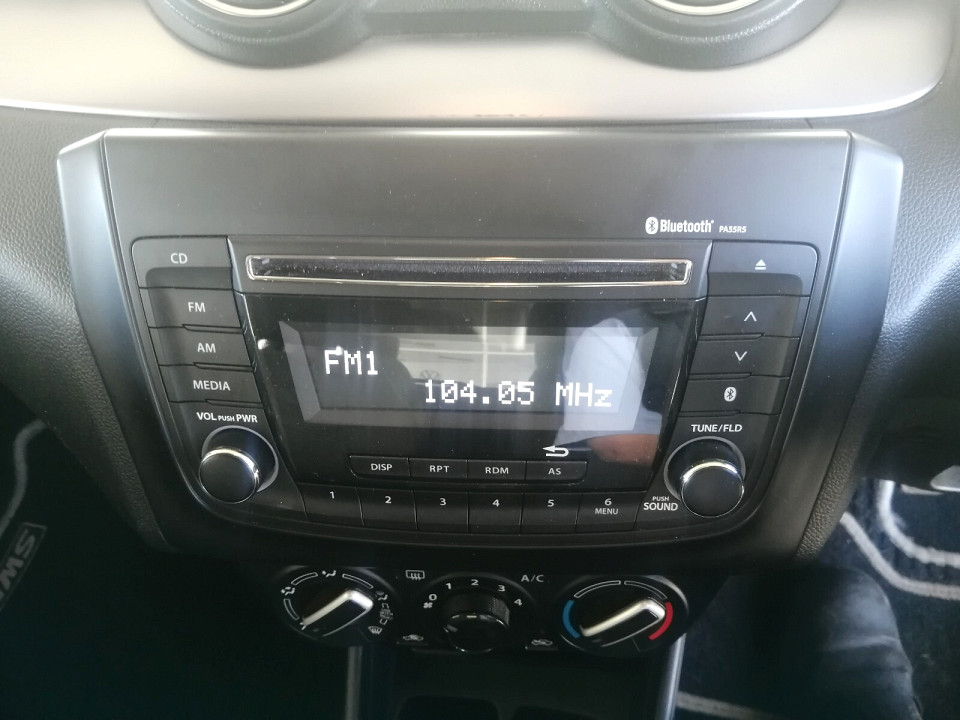 Bluetooth PA55R5
CD
FM
AM
MEDIA
VOL PUSH PWR
FM1
104.05 MHz
TUNE/FLD
DISP RPT RDM AS
1 2 3 4 5 6
MENU
PUSH
SOUND
A/C
0 1 2 3 4
SW